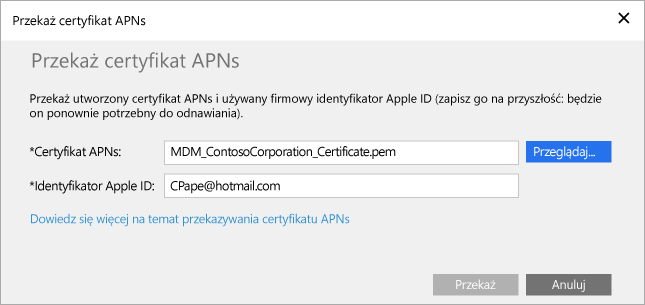 Przekaż certyfikat APNs
Przekaż certyfikat APNs
Przekaż utworzony certyfikat APNs i używany firmowy identyfikator Apple ID (zapisz go na przyszłość: będzie
on ponownie potrzebny do odnawiania).
*Certyfikat APNs: MDM_ContosoCorporation_Certificate.pem Przeglądaj...
*Identyfikator Apple ID: CPape@hotmail.com
Dowiedz się więcej na temat przekazywania certyfikatu APNs
Przekaż Anuluj